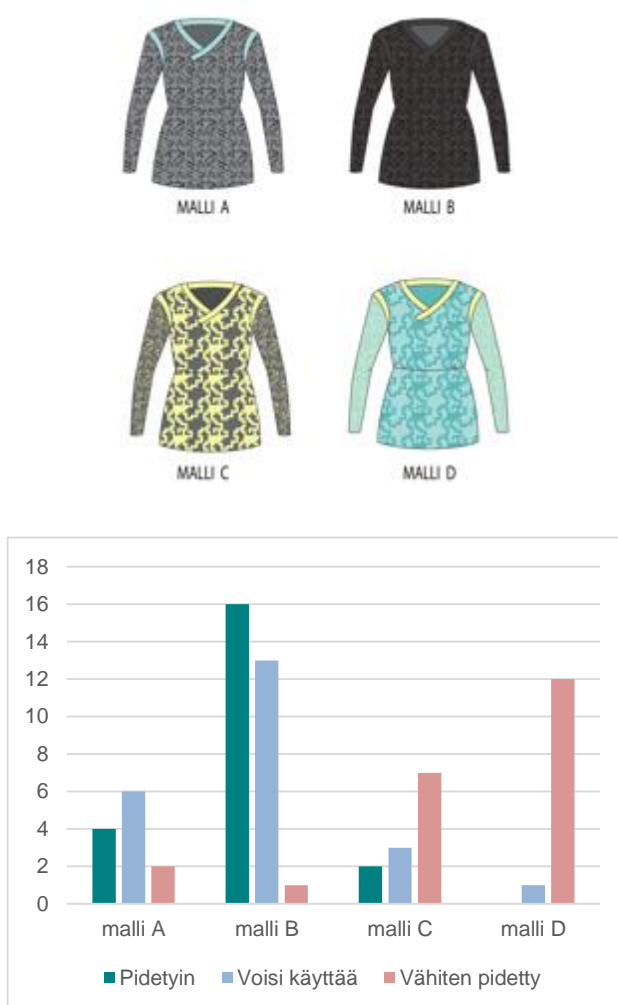 MALLI A
MALLI B
MALLI C
MALLI D
18
16
14
12
10
8
6
4
2
0
malli A
malli B
malli C
malli D
Pidetyin
Voisi käyttää
Vähiten pidetty